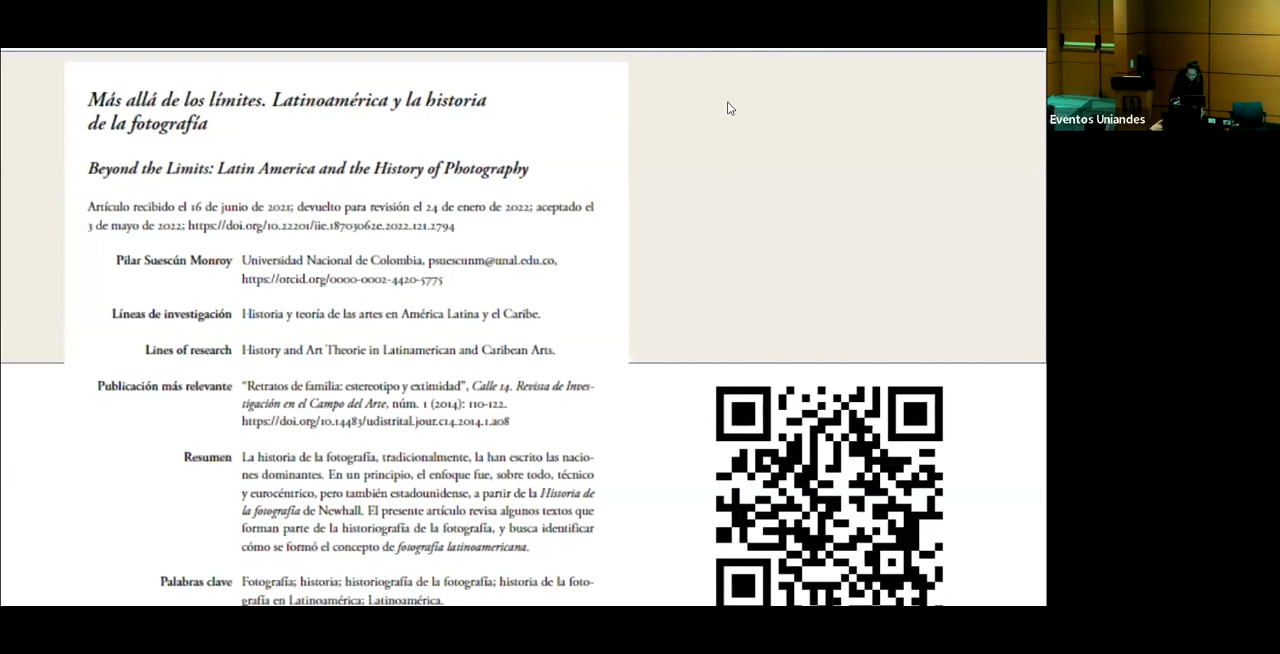 Más allá de los límites. Latinoamérica y la historia
de la fotografía
Beyond the Limits: Latin America and the History of Photography
Artículo recibido el 16 de junio de 2021; devuelto para revisión el 24 de enero de 2022; aceptado el
3 de mayo de 2022; https://doi.org/10.22201/iie.18703062e.2022.121.2794
Pilar Suescún Monroy Universidad Nacional de Colombia, psuescunm@unal.edu.co,
https://orcid.org/0000-0002-4420-5775
Líneas de investigación Historia y teoría de las artes en América Latina y el Caribe.
Lines of research History and Art Theorie in Latinamerican and Caribean Arts.
Publicación más relevante "Retratos de familia: estereotipo y extimidad", Calle 14. Revista de Inves-
tigación en el Campo del Arte, núm. 1 (2014): 110-122.
https://doi.org/10.14483/udistrital.jour.c14.2014.1.a08
Resumen La historia de la fotografía, tradicionalmente, la han escrito las nacio-
nes dominantes. En un principio, el enfoque fue, sobre todo, técnico
y eurocéntrico, pero también estadounidense, a partir de la Historia de
la fotografía de Newhall. El presente artículo revisa algunos textos que
forman parte de la historiografía de la fotografía, y busca identificar
cómo se formó el concepto de fotografía latinoamericana.
Palabras clave Fotografía; historia; historiografía de la fotografía; historia de la foto-
grafía en Latinoamérica; Latinoamérica.
Eventos Uniandes